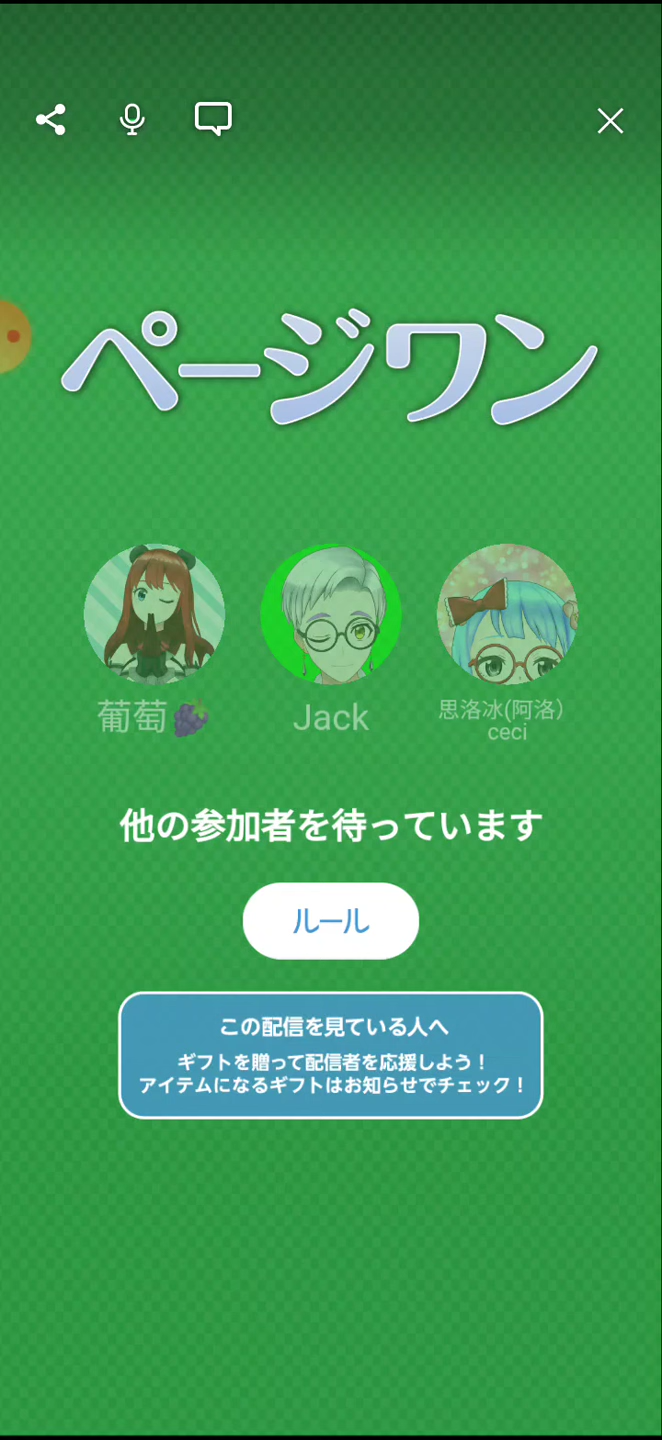 ページワン
葡萄🍇
Jack
思洛冰(阿洛)
ceci
他の参加者を待っています
ルール
この配信を見ている人へ
ギフトを贈って配信者を応援しよう！
アイテムになるギフトはお知らせでチェック！